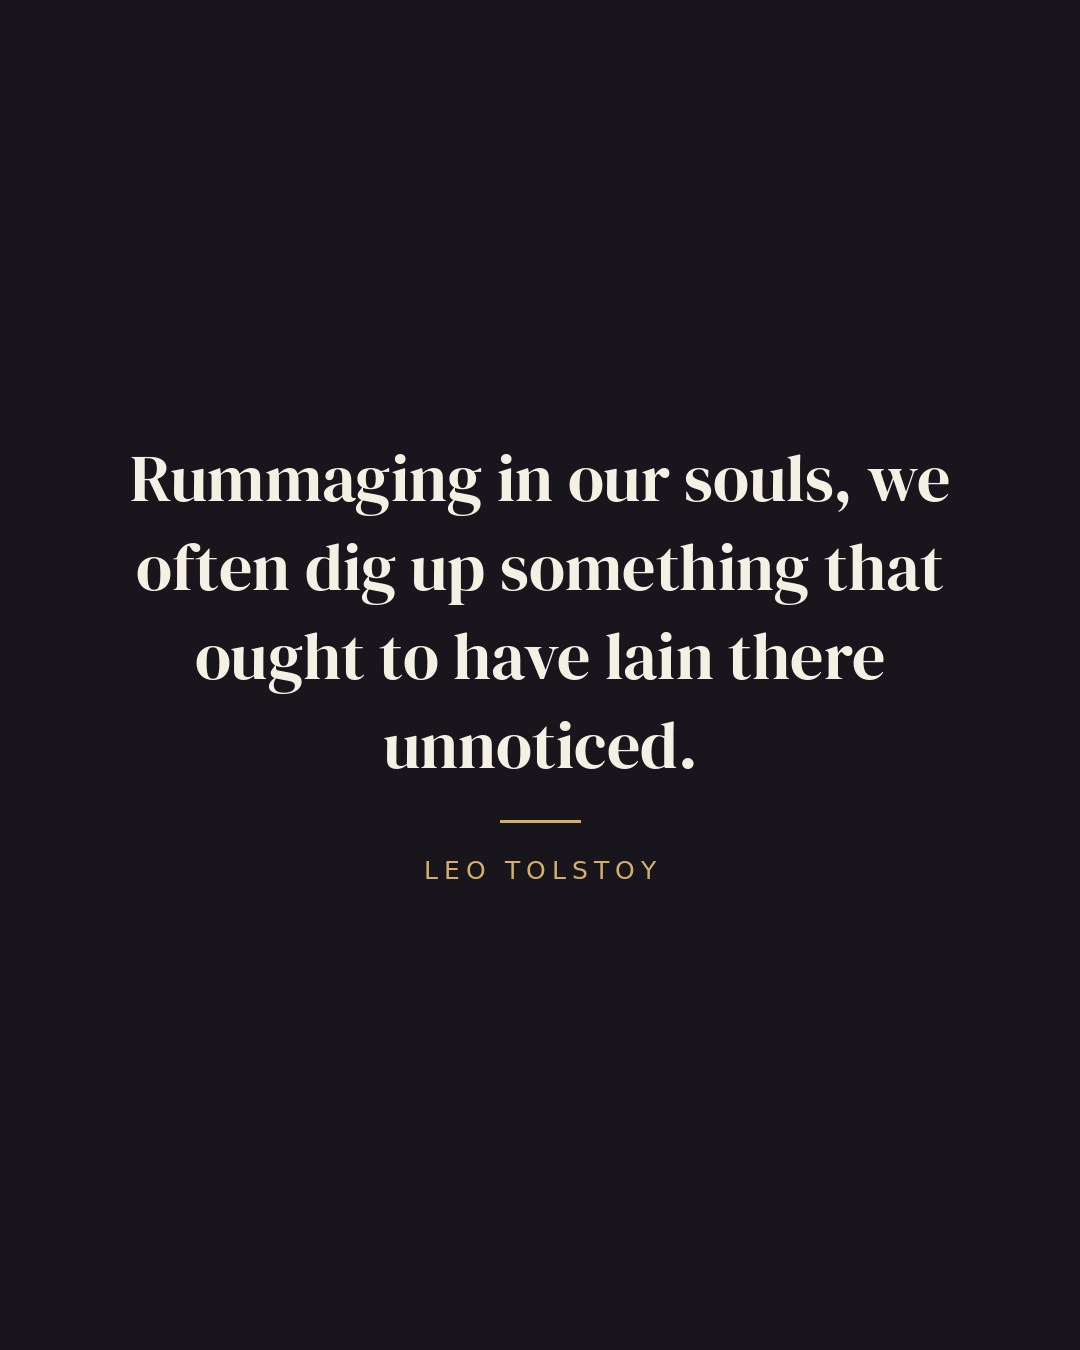 Rummaging in our souls, we
often dig up something that
ought to have lain there
unnoticed.
LEO TOLSTOY